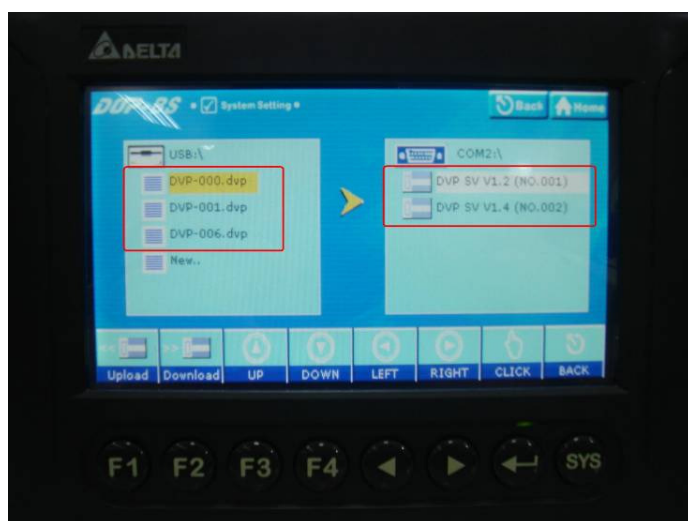 DELTA
DOP-BS • System Setting •
Back
Home
USB:\
DVP-000.dvp
DVP-001.dvp
DVP-006.dvp
New..
COM2:\
DVP SV V1.2 (NO.001)
DVP SV V1.4 (NO.002)
<< Upload
>> Download
UP
DOWN
LEFT
RIGHT
CLICK
BACK
F1 F2 F3 F4 SYS